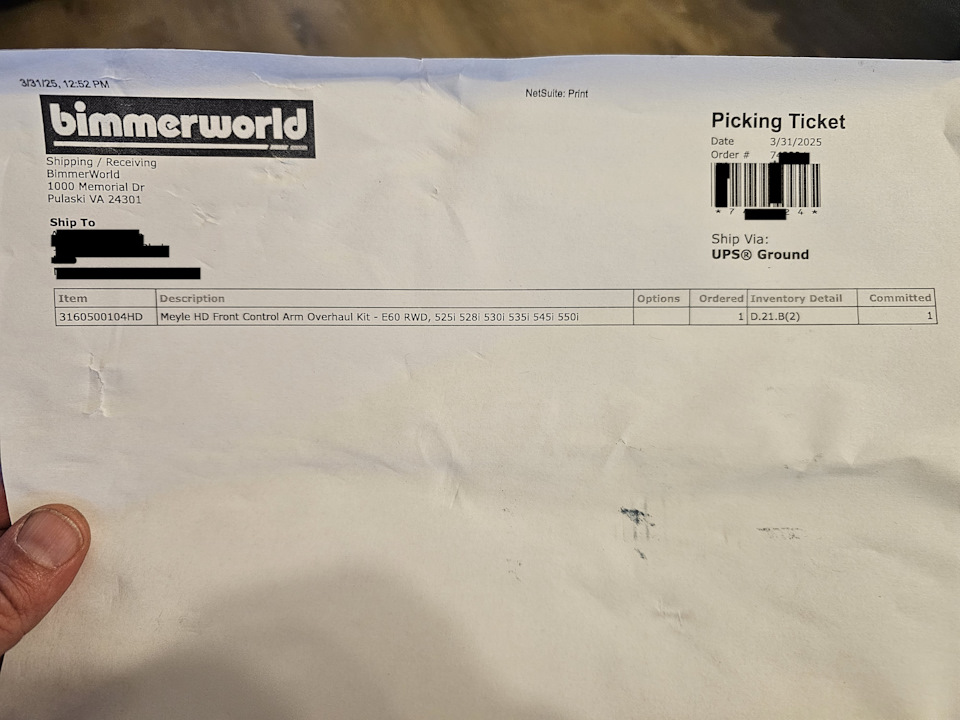 3/31/25, 12:52 PM
NetSuite: Print
bimmerworld
Shipping / Receiving
BimmerWorld
1000 Memorial Dr
Pulaski VA 24301
Ship To
Picking Ticket
Date 3/31/2025
Order #
Ship Via:
UPS® Ground
Item Description Options Ordered Inventory Detail Committed
3160500104HD Meyle HD Front Control Arm Overhaul Kit - E60 RWD, 525i 528i 530i 535i 545i 550i 1 D.21.B(2) 1